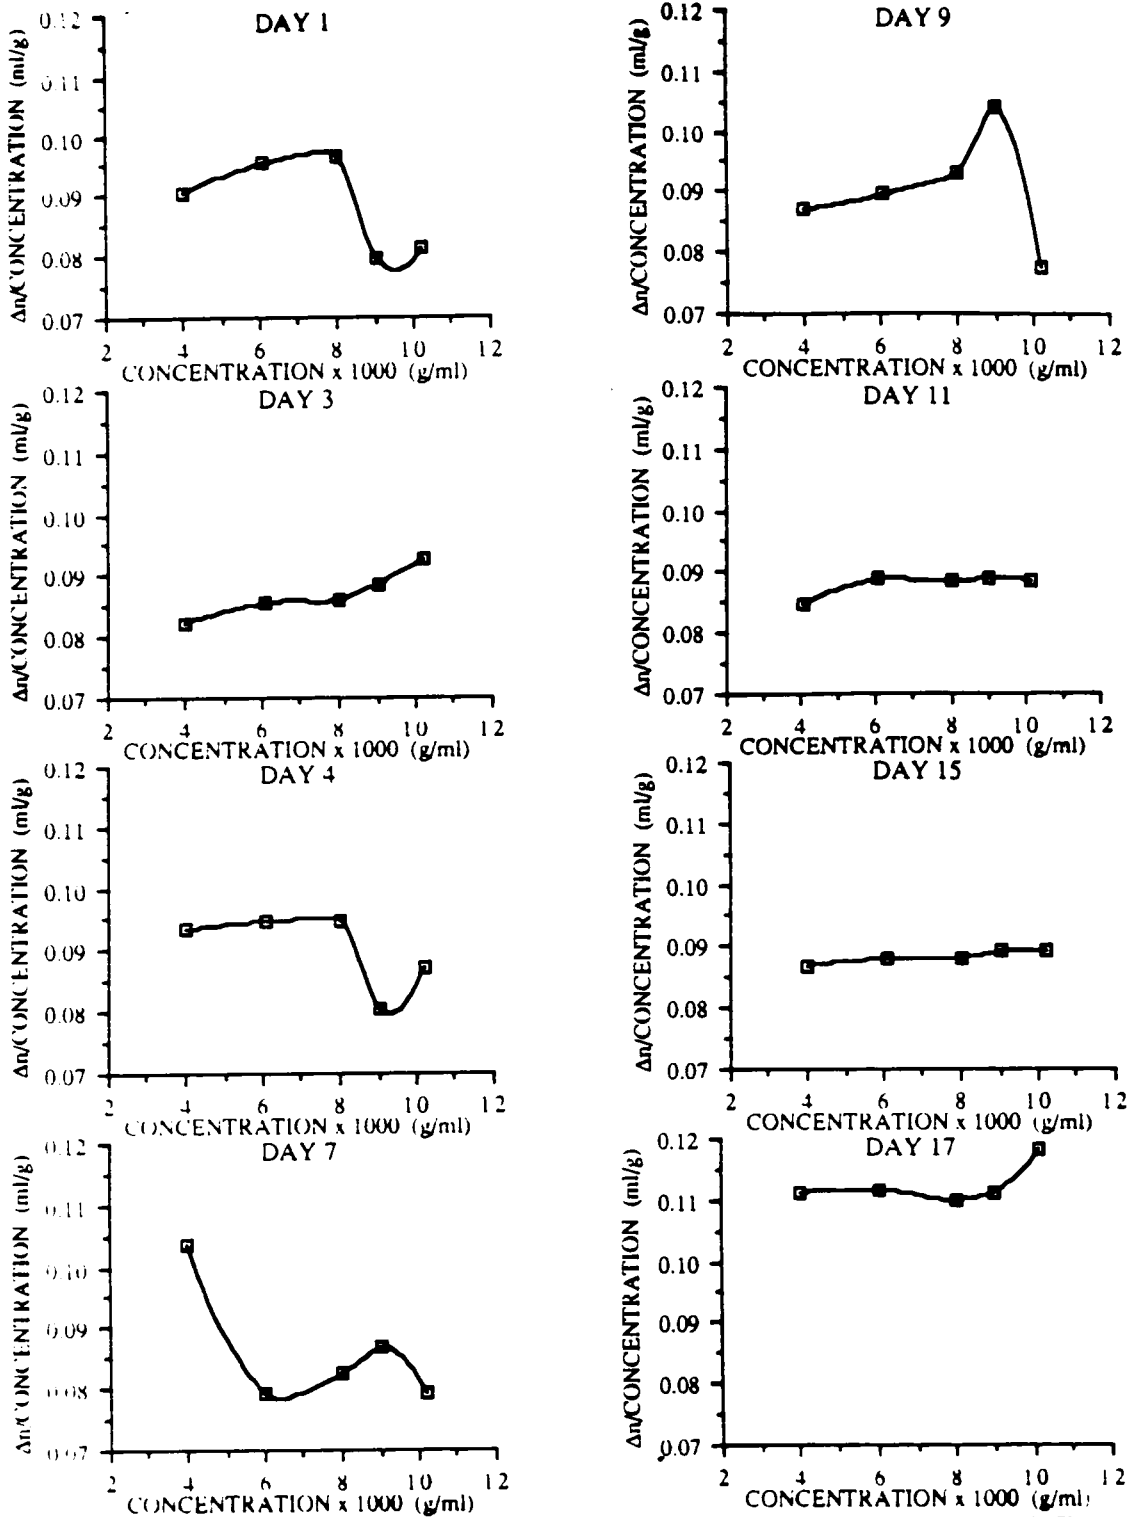 DAY 1
Δn/CONCENTRATION (ml/g)
0.12
0.11
0.10
0.09
0.08
0.07
2 4 6 8 10 12
CONCENTRATION x 1000 (g/ml)
DAY 3
Δn/CONCENTRATION (ml/g)
0.12
0.11
0.10
0.09
0.08
0.07
2 4 6 8 10 12
CONCENTRATION x 1000 (g/ml)
DAY 4
Δn/CONCENTRATION (ml/g)
0.12
0.11
0.10
0.09
0.08
0.07
2 4 6 8 10 12
CONCENTRATION x 1000 (g/ml)
DAY 7
Δn/CONCENTRATION (ml/g)
0.12
0.11
0.10
0.09
0.08
0.07
2 4 6 8 10 12
CONCENTRATION x 1000 (g/ml)
DAY 9
Δn/CONCENTRATION (ml/g)
0.12
0.11
0.10
0.09
0.08
0.07
2 4 6 8 10 12
CONCENTRATION x 1000 (g/ml)
DAY 11
Δn/CONCENTRATION (ml/g)
0.12
0.11
0.10
0.09
0.08
0.07
2 4 6 8 10 12
CONCENTRATION x 1000 (g/ml)
DAY 15
Δn/CONCENTRATION (ml/g)
0.12
0.11
0.10
0.09
0.08
0.07
2 4 6 8 10 12
CONCENTRATION x 1000 (g/ml)
DAY 17
Δn/CONCENTRATION (ml/g)
0.12
0.11
0.10
0.09
0.08
0.07
2 4 6 8 10 12
CONCENTRATION x 1000 (g/ml)